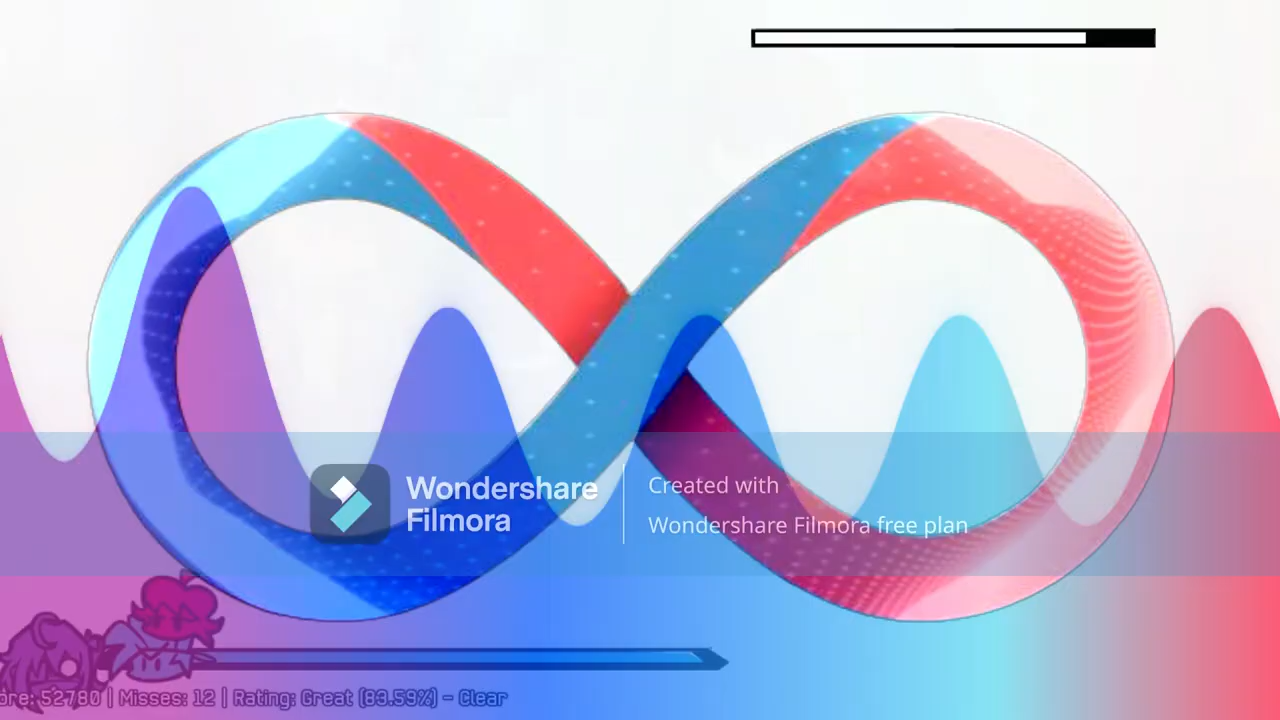 Wondershare
Filmora
Created with
Wondershare Filmora free plan
ore: 52780 | Misses: 12 | Rating: Great (83.59%) - Clear